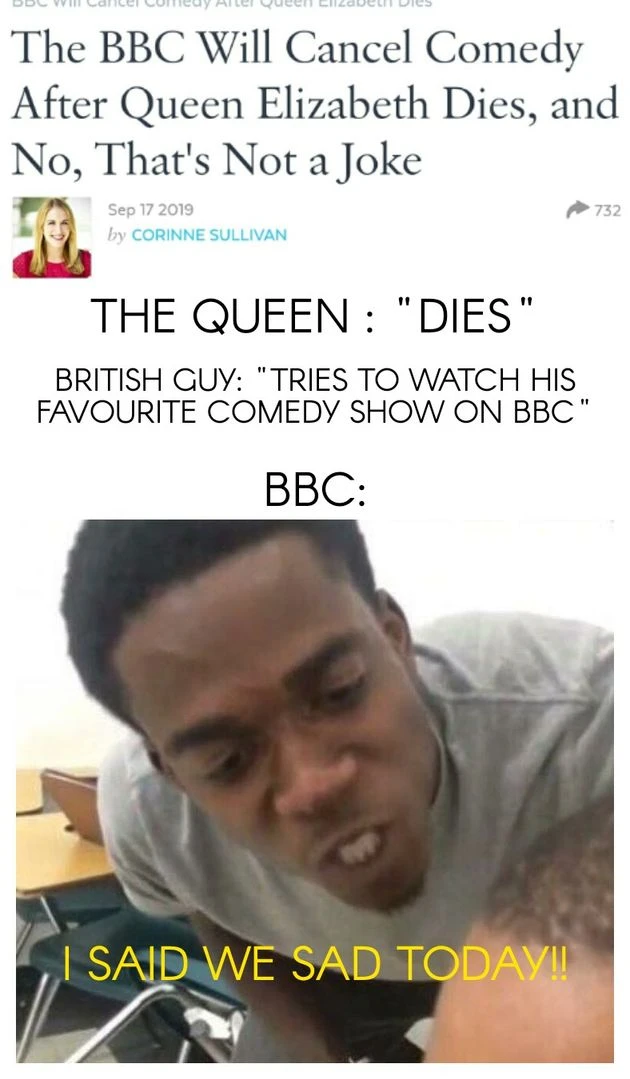 BBC Will Cancel Comedy After Queen Elizabeth Dies
The BBC Will Cancel Comedy
After Queen Elizabeth Dies, and
No, That's Not a Joke
Sep 17 2019
732
by CORINNE SULLIVAN
THE QUEEN : "DIES"
BRITISH GUY: "TRIES TO WATCH HIS
FAVOURITE COMEDY SHOW ON BBC"
BBC:
I SAID WE SAD TODAY!!